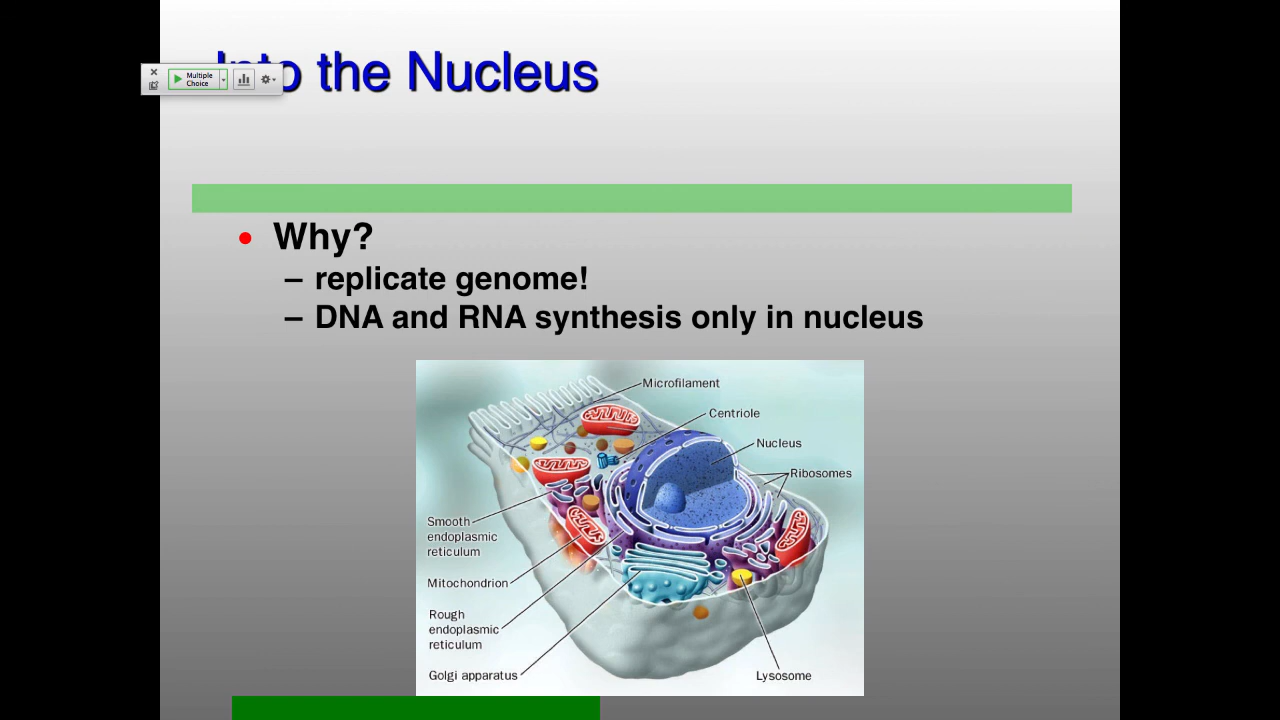 Into the Nucleus
Multiple
Choice
• Why?
– replicate genome!
– DNA and RNA synthesis only in nucleus
Microfilament
Centriole
Nucleus
Ribosomes
Smooth
endoplasmic
reticulum
Mitochondrion
Rough
endoplasmic
reticulum
Golgi apparatus
Lysosome